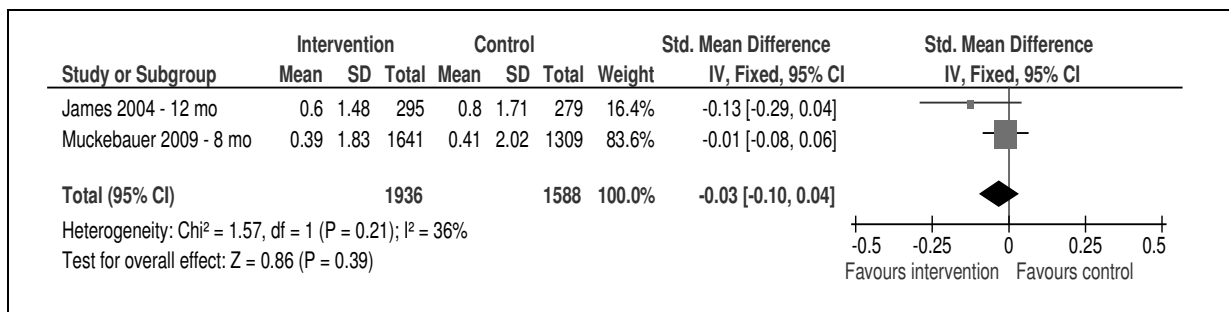 Intervention Control Std. Mean Difference Std. Mean Difference
Study or Subgroup Mean SD Total Mean SD Total Weight IV, Fixed, 95% CI IV, Fixed, 95% CI
James 2004 - 12 mo 0.6 1.48 295 0.8 1.71 279 16.4% -0.13 [-0.29, 0.04]
Muckebauer 2009 - 8 mo 0.39 1.83 1641 0.41 2.02 1309 83.6% -0.01 [-0.08, 0.06]
Total (95% CI) 1936 1588 100.0% -0.03 [-0.10, 0.04]
Heterogeneity: Chi² = 1.57, df = 1 (P = 0.21); I² = 36%
Test for overall effect: Z = 0.86 (P = 0.39)
-0.5 -0.25 0 0.25 0.5
Favours intervention Favours control